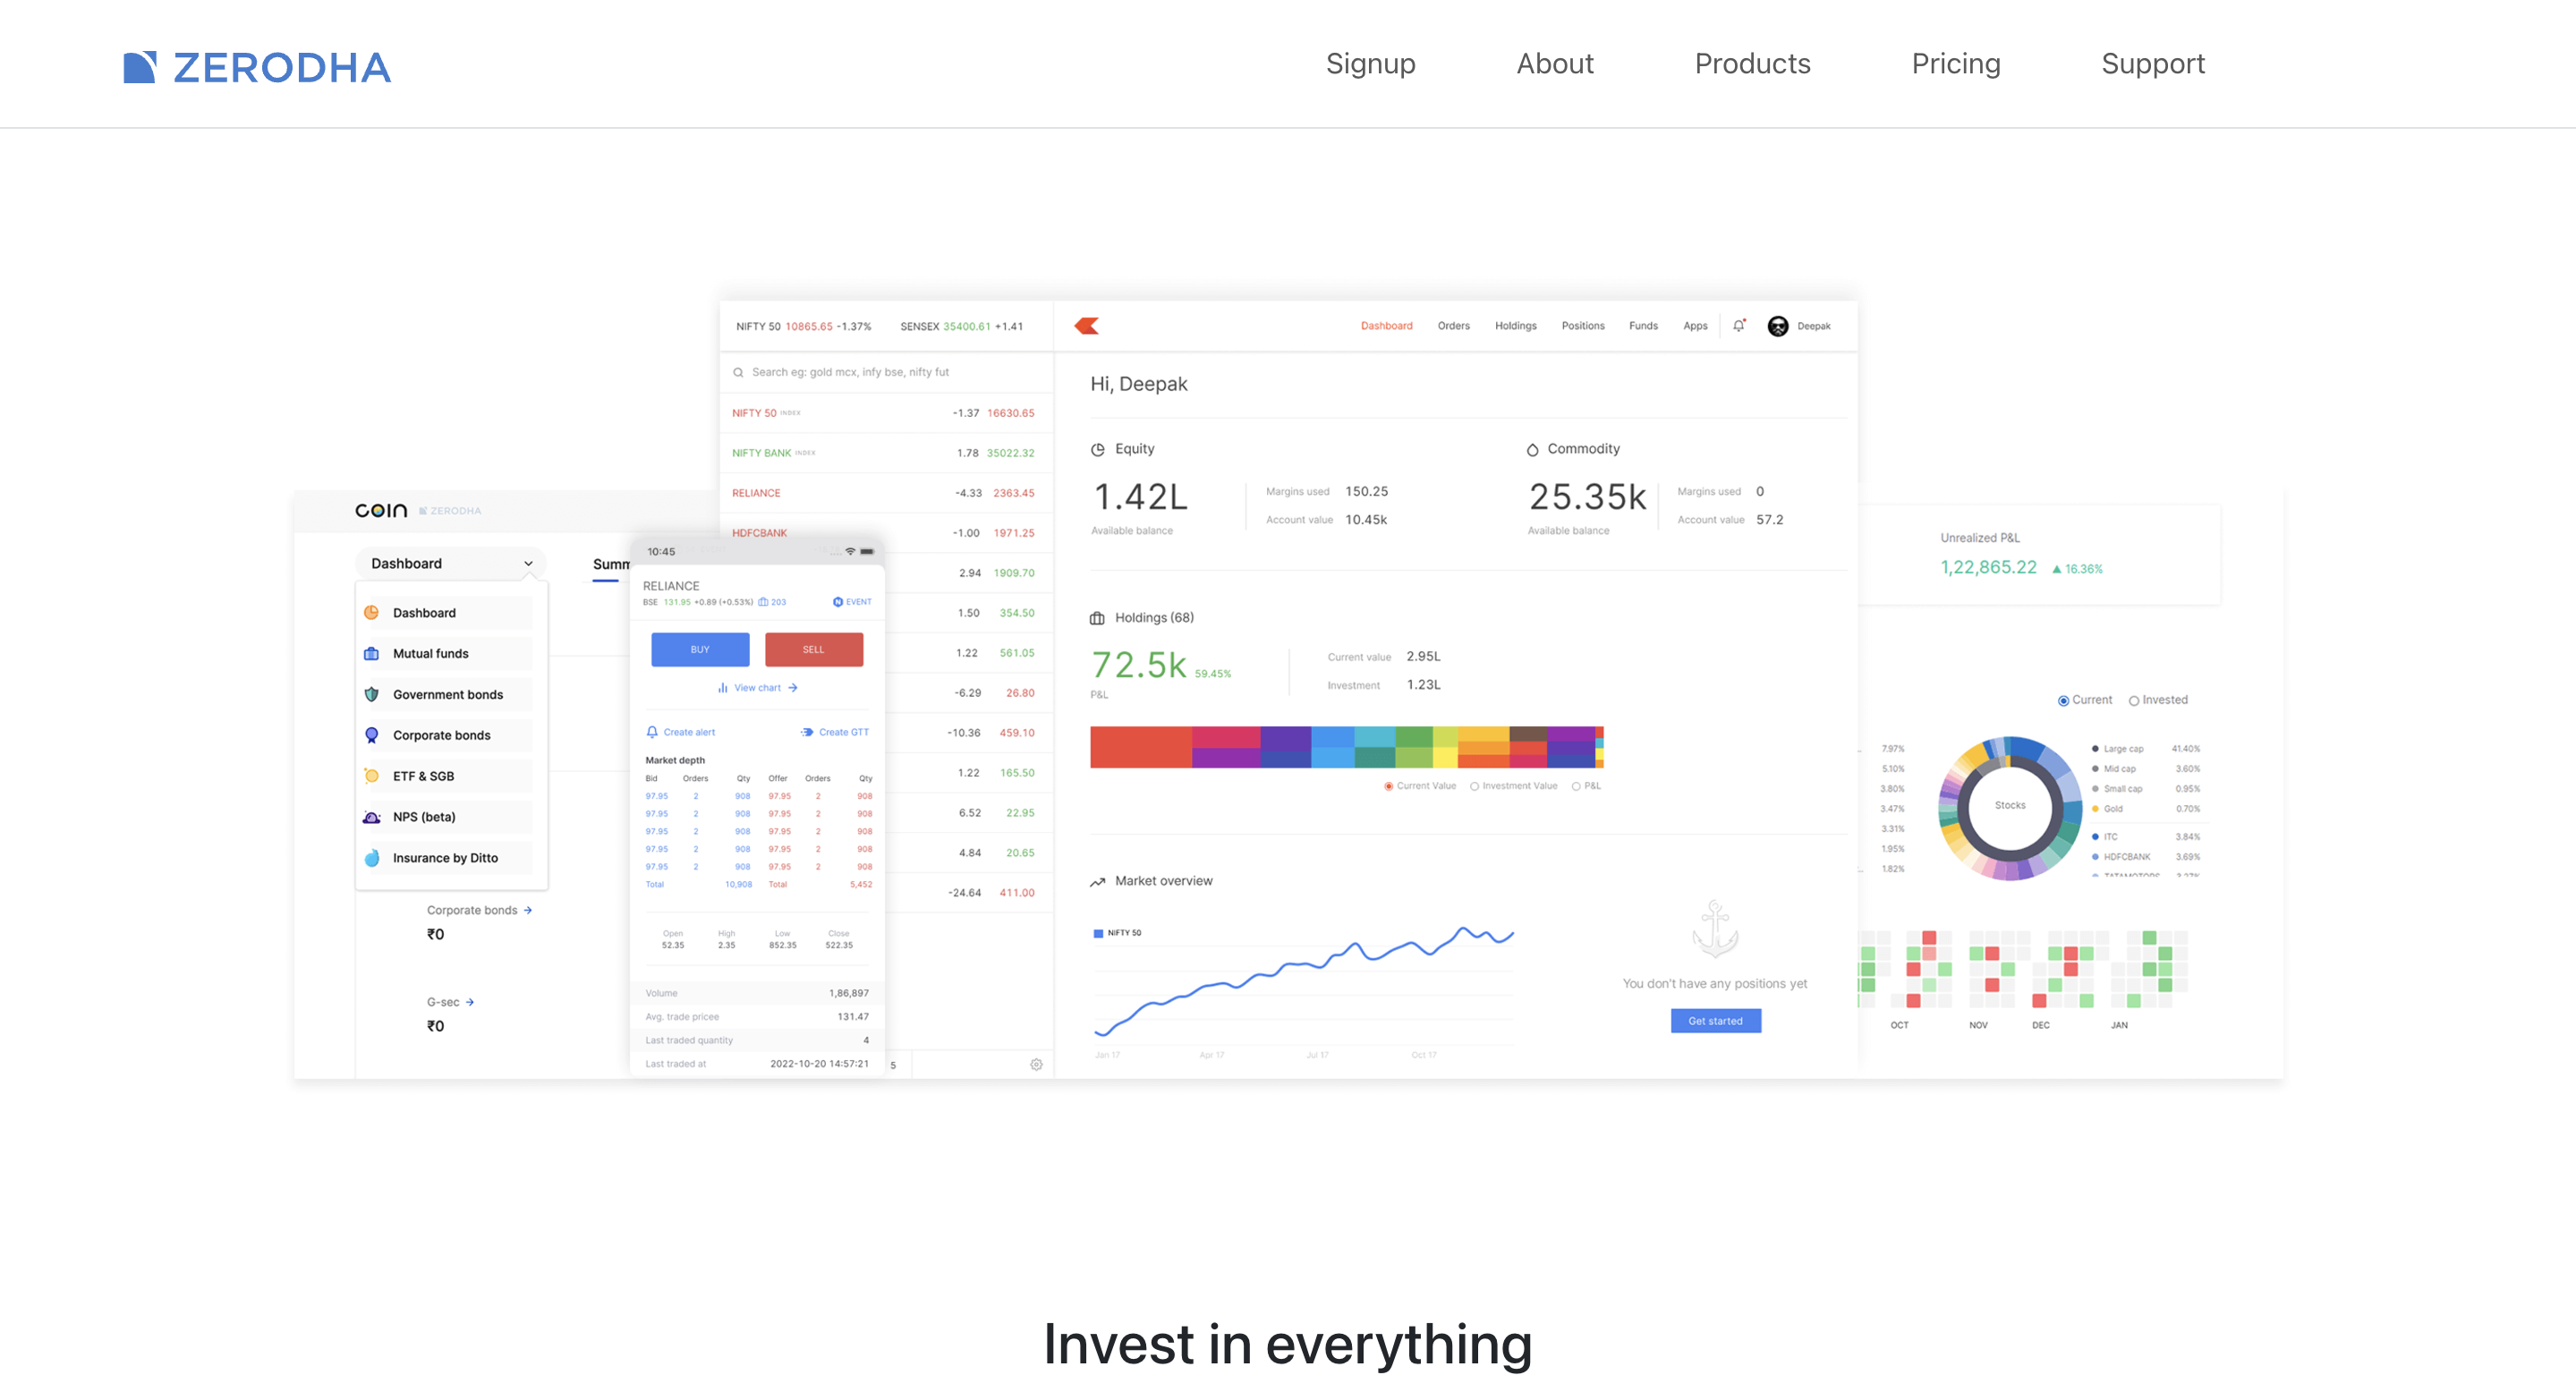 ZERODHA
Signup About Products Pricing Support
NIFTY 50 10865.65 -1.37% SENSEX 35400.61 +1.41
Dashboard Orders Holdings Positions Funds Apps Deepak
Search eg: gold mcx, infy bse, nifty fut
NIFTY 50 INDEX -1.37 16630.65
NIFTY BANK INDEX 1.78 35022.32
RELIANCE -4.33 2363.45
HDFCBANK -1.00 1971.25
2.94 1909.70
1.50 354.50
1.22 561.05
-6.29 26.80
-10.36 459.10
1.22 165.50
6.52 22.95
4.84 20.65
-24.64 411.00
5
Hi, Deepak
Equity
1.42L
Available balance
Margins used 150.25
Account value 10.45k
Commodity
25.35k
Available balance
Margins used 0
Account value 57.2
Holdings (68)
72.5k 59.45%
P&L
Current value 2.95L
Investment 1.23L
Current Value Investment Value P&L
Market overview
NIFTY 50
Jan 17 Apr 17 Jul 17 Oct 17
You don't have any positions yet
Get started
COIN ZERODHA
Dashboard
Summ
Dashboard
Mutual funds
Government bonds
Corporate bonds
ETF & SGB
NPS (beta)
Insurance by Ditto
Corporate bonds
₹0
G-sec
₹0
10:45
RELIANCE
BSE 131.95 +0.89 (+0.53%) 203 EVENT
BUY SELL
View chart
Create alert Create GTT
Market depth
Bid Orders Qty Offer Orders Qty
97.95 2 908 97.95 2 908
97.95 2 908 97.95 2 908
97.95 2 908 97.95 2 908
97.95 2 908 97.95 2 908
97.95 2 908 97.95 2 908
Total 10,908 Total 5,452
Open High Low Close
52.35 2.35 852.35 522.35
Volume 1,86,897
Avg. trade pricee 131.47
Last traded quantity 4
Last traded at 2022-10-20 14:57:21
Unrealized P&L
1,22,865.22 16.36%
Current Invested
7.97%
5.10%
3.80%
3.47%
3.31%
1.95%
1.82%
Stocks
Large cap 41.40%
Mid cap 3.60%
Small cap 0.95%
Gold 0.70%
ITC 3.84%
HDFCBANK 3.69%
TATAMOTORS 3.27%
OCT NOV DEC JAN
Invest in everything